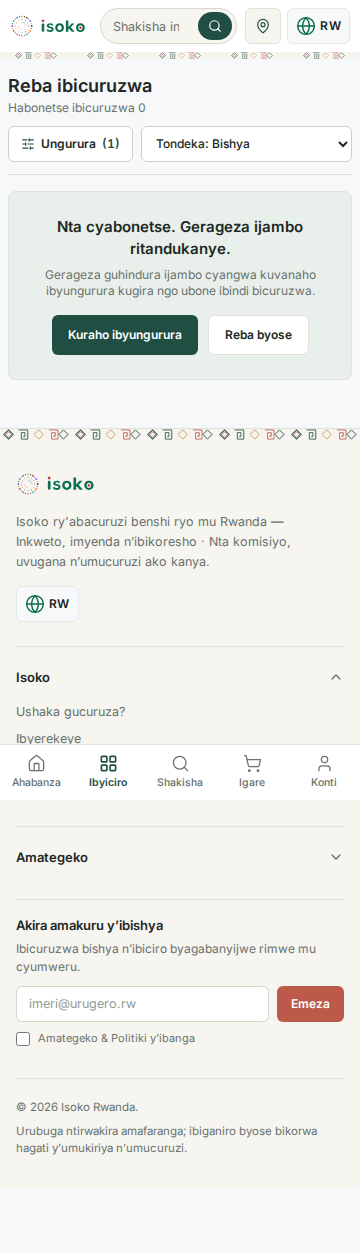 isoko
Shakisha in
RW
Reba ibicuruzwa
Habonetse ibicuruzwa 0
Ungurura (1)
Tondeka: Bishya
Nta cyabonetse. Gerageza ijambo
ritandukanye.
Gerageza guhindura ijambo cyangwa kuvanaho
ibyungurura kugira ngo ubone ibindi bicuruzwa.
Kuraho ibyungurura
Reba byose
isoko
Isoko ry'abacuruzi benshi ryo mu Rwanda —
Inkweto, imyenda n’ibikoresho · Nta komisiyo,
uvugana n’umucuruzi ako kanya.
RW
Isoko
Ushaka gucuruza?
Ibyerekeye
Ahabanza
Ibyiciro
Shakisha
Igare
Konti
Amategeko
Akira amakuru y’ibishya
Ibicuruzwa bishya n’ibiciro byagabanyijwe rimwe mu
cyumweru.
imeri@urugero.rw
Emeza
Amategeko & Politiki y'ibanga
© 2026 Isoko Rwanda.
Urubuga ntirwakira amafaranga; ibiganiro byose bikorwa
hagati y’umukiriya n’umucuruzi.